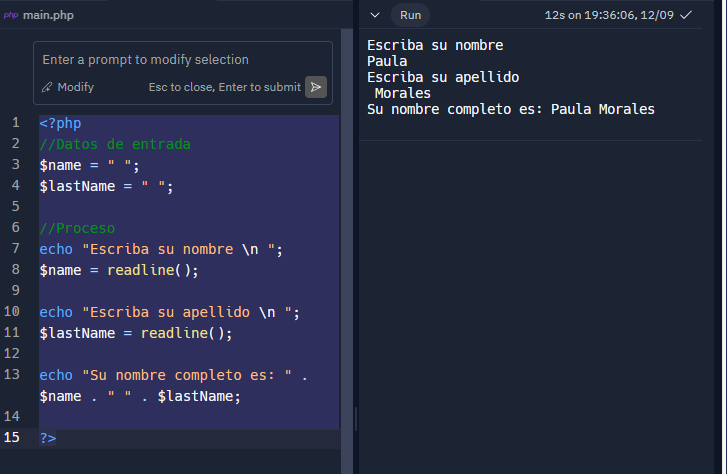 php main.php
Enter a prompt to modify selection
Modify
Esc to close, Enter to submit
1 <?php
2 //Datos de entrada
3 $name = " ";
4 $lastName = " ";
5
6 //Proceso
7 echo "Escriba su nombre \n ";
8 $name = readline();
9
10 echo "Escriba su apellido \n ";
11 $lastName = readline();
12
13 echo "Su nombre completo es: " .
$name . " " . $lastName;
14
15 ?>
Run
12s on 19:36:06, 12/09
Escriba su nombre
Paula
Escriba su apellido
 Morales
Su nombre completo es: Paula Morales